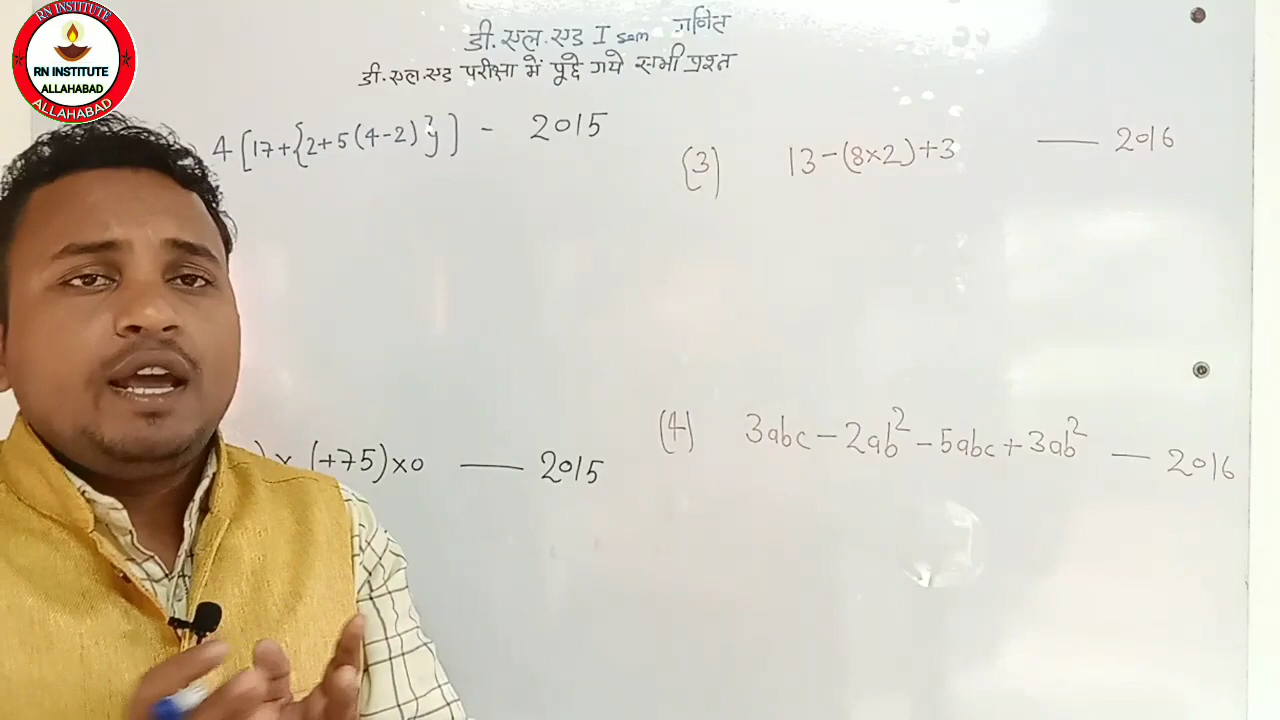 RN INSTITUTE
RN INSTITUTE
ALLAHABAD
ALLAHABAD
डी.एल.एड I sem गणित
डी.एल.एड परीक्षा में पूछे गये सभी प्रश्न
4[17+{2+5(4-2)}] - 2015
(3) 13-(8×2)+3 — 2016
)× (+75)×0 — 2015
(4) 3abc-2ab²-5abc+3ab² — 2016